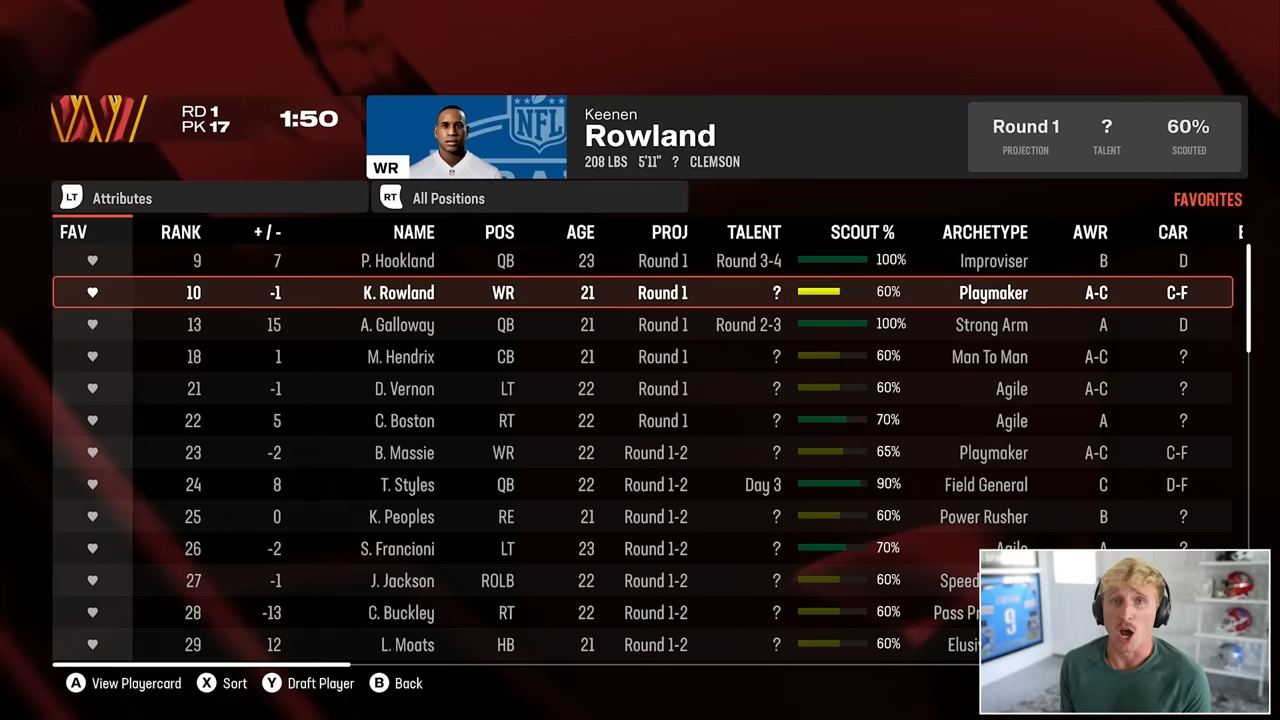 RD 1
PK 17
1:50
WR
NFL
Keenen
Rowland
208 LBS 5'11" ? CLEMSON
Round 1 ? 60%
PROJECTION TALENT SCOUTED
LT Attributes RT All Positions FAVORITES
FAV RANK + / - NAME POS AGE PROJ TALENT SCOUT % ARCHETYPE AWR CAR
9 7 P. Hookland QB 23 Round 1 Round 3-4 100% Improviser B D
10 -1 K. Rowland WR 21 Round 1 ? 60% Playmaker A-C C-F
13 15 A. Galloway QB 21 Round 1 Round 2-3 100% Strong Arm A D
18 1 M. Hendrix CB 21 Round 1 ? 60% Man To Man A-C ?
21 -1 D. Vernon LT 22 Round 1 ? 60% Agile A-C ?
22 5 C. Boston RT 22 Round 1 ? 70% Agile A ?
23 -2 B. Massie WR 22 Round 1-2 ? 65% Playmaker A-C C-F
24 8 T. Styles QB 22 Round 1-2 Day 3 90% Field General C D-F
25 0 K. Peoples RE 21 Round 1-2 ? 60% Power Rusher B ?
26 -2 S. Francioni LT 23 Round 1-2 ? 70% Agile A ?
27 -1 J. Jackson ROLB 22 Round 1-2 ? 60% Speed
28 -13 C. Buckley RT 22 Round 1-2 ? 60% Pass Pr
29 12 L. Moats HB 21 Round 1-2 ? 60% Elusi
9
A View Playercard X Sort Y Draft Player B Back